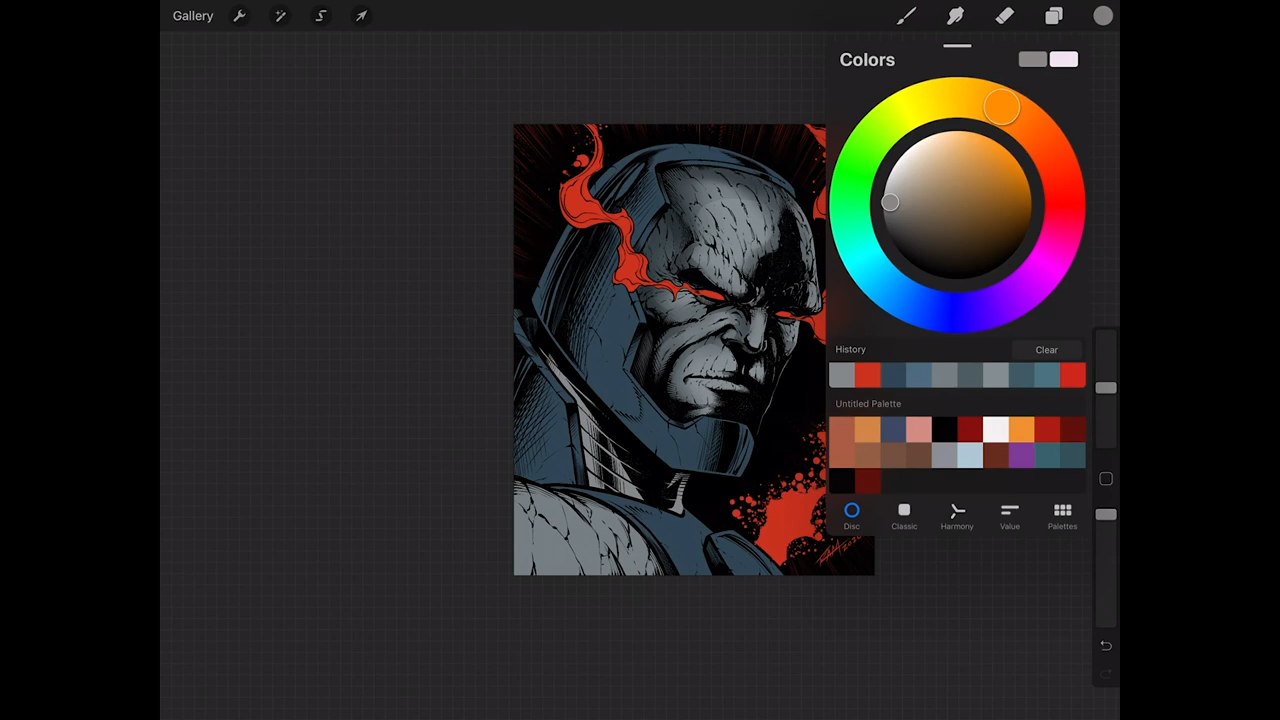 Gallery
Colors
History
Clear
Untitled Palette
Disc
Classic
Harmony
Value
Palettes